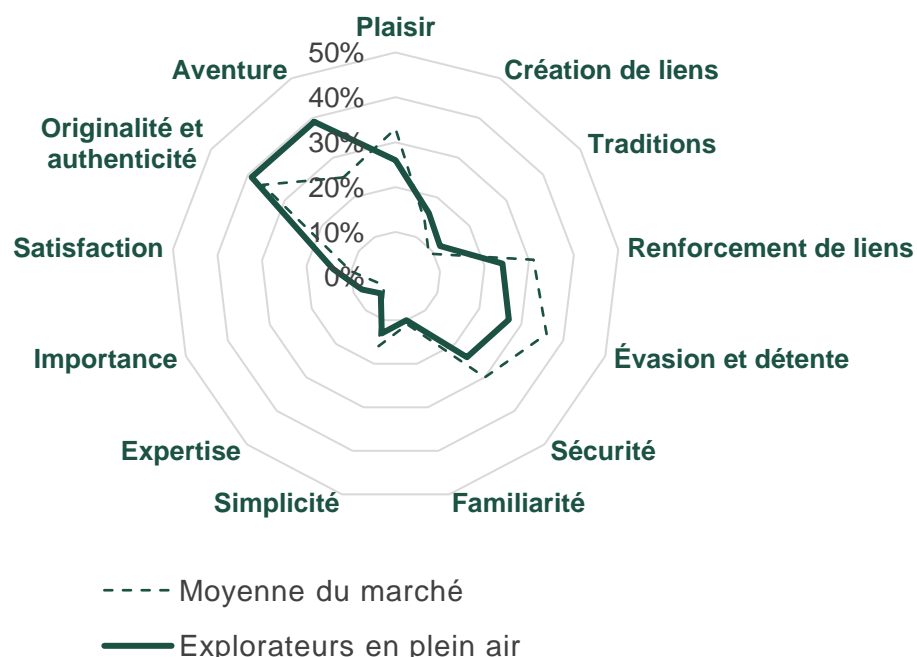 Plaisir
50%
Aventure
Création de liens
40%
Originalité et
authenticité
30%
Traditions
20%
10%
Satisfaction
Renforcement de liens
0%
Importance
Évasion et détente
Expertise
Sécurité
Simplicité
Familiarité
Moyenne du marché
Explorateurs en plein air